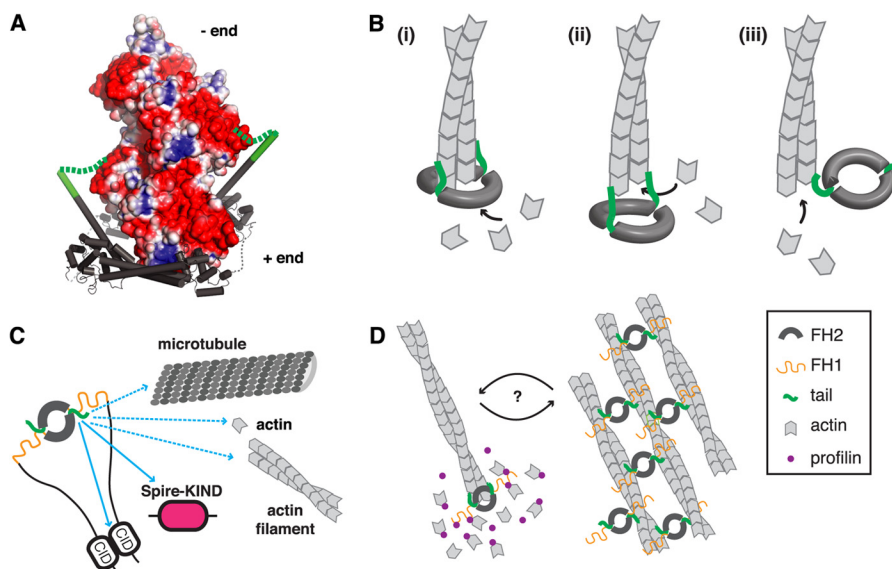 A
- end
+ end
B
(i)
(ii)
(iii)
C
microtubule
actin
Spire-KIND
actin
filament
CID
CID
D
?
FH2
FH1
tail
actin
profilin